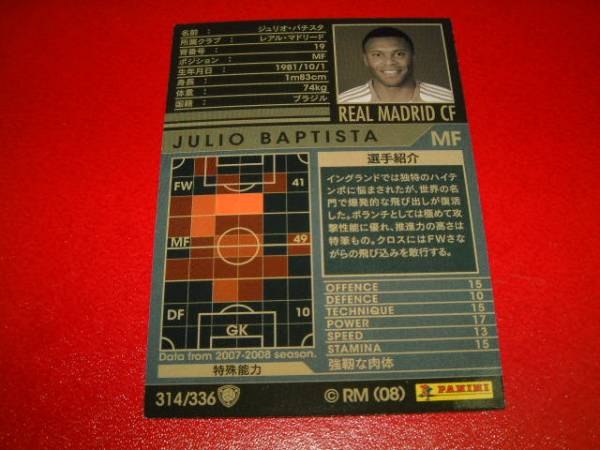 名前 : ジュリオ・バチスタ
所属クラブ : レアル・マドリード
背番号 : 19
ポジション : MF
生年月日 : 1981/10/1
身長 : 1m83cm
体重 : 74kg
国籍 : ブラジル
REAL MADRID CF
JULIO BAPTISTA MF
FW 41
MF 49
DF 10
GK
Data from 2007-2008 season.
特殊能力
選手紹介
イングランドでは独特のハイテ
ンポに悩まされたが、世界の名
門で爆発的な飛び出しが復活
した。ボランチとしては極めて攻
撃性能に優れ、推進力の高さは
特筆もの。クロスにはFWさな
がらの飛び込みを敢行する。
OFFENCE 15
DEFENCE 10
TECHNIQUE 15
POWER 17
SPEED 13
STAMINA 15
強靭な肉体
314/336
© RM (08)
PANINI